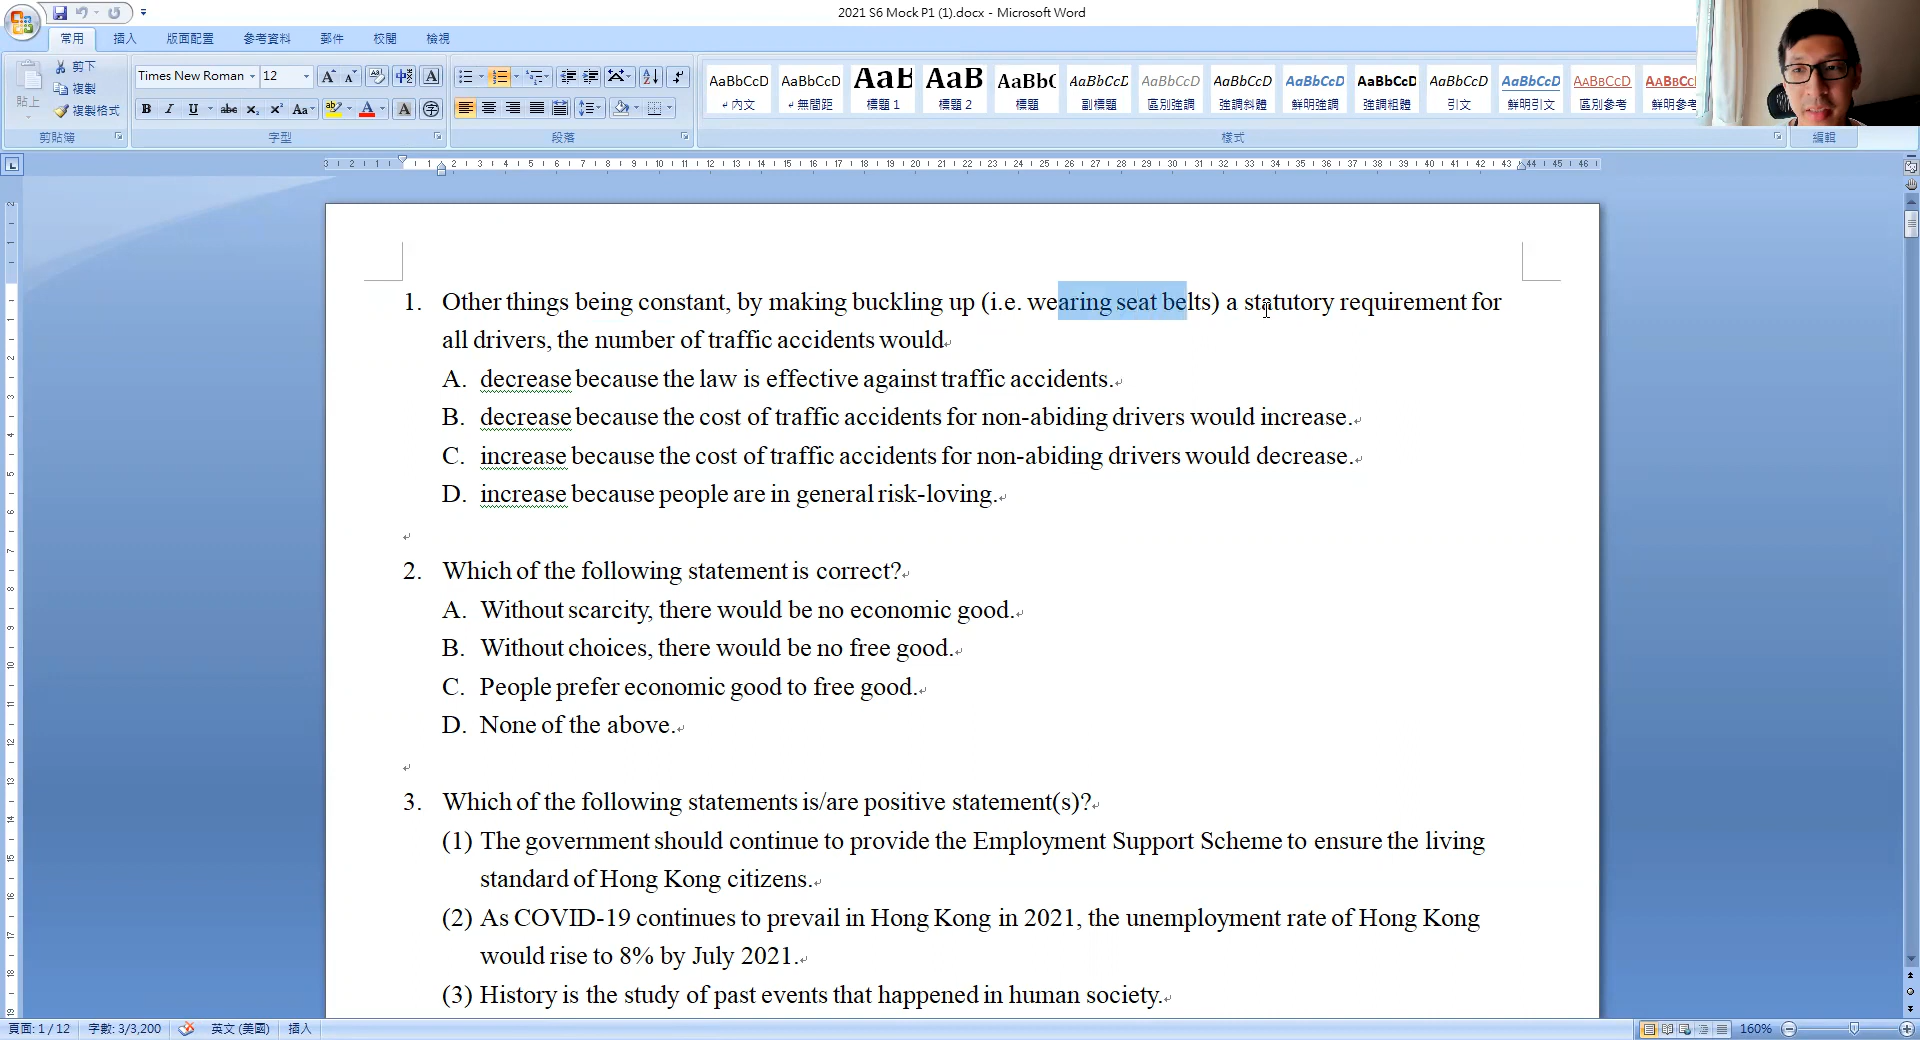 2021 S6 Mock P1 (1).docx - Microsoft Word
常用 插入 版面配置 參考資料 郵件 校閱 檢視
貼上 剪下
複製
複製格式
剪貼簿
Times New Roman 12
字型
段落
AaBbCcD AaBbCcD AaB AaB AaBb( AaBbCcD AaBbCcD AaBbCcD AaBbCcD AaBbCcD AaBbCcD AaBbCcD AaBbCcD AaBbCc
內文 無間距 標題 1 標題 2 標題 副標題 區別強調 強調斜體 鮮明強調 強調粗體 引文 鮮明引文 區別參考 鮮明參考
樣式
編輯
1. Other things being constant, by making buckling up (i.e. wearing seat belts) a statutory requirement for
all drivers, the number of traffic accidents would
A. decrease because the law is effective against traffic accidents.
B. decrease because the cost of traffic accidents for non-abiding drivers would increase.
C. increase because the cost of traffic accidents for non-abiding drivers would decrease.
D. increase because people are in general risk-loving.
2. Which of the following statement is correct?
A. Without scarcity, there would be no economic good.
B. Without choices, there would be no free good.
C. People prefer economic good to free good.
D. None of the above.
3. Which of the following statements is/are positive statement(s)?
(1) The government should continue to provide the Employment Support Scheme to ensure the living
standard of Hong Kong citizens.
(2) As COVID-19 continues to prevail in Hong Kong in 2021, the unemployment rate of Hong Kong
would rise to 8% by July 2021.
(3) History is the study of past events that happened in human society.
頁面: 1 / 12 字數: 3/3,200 英文 (美國) 插入 160%